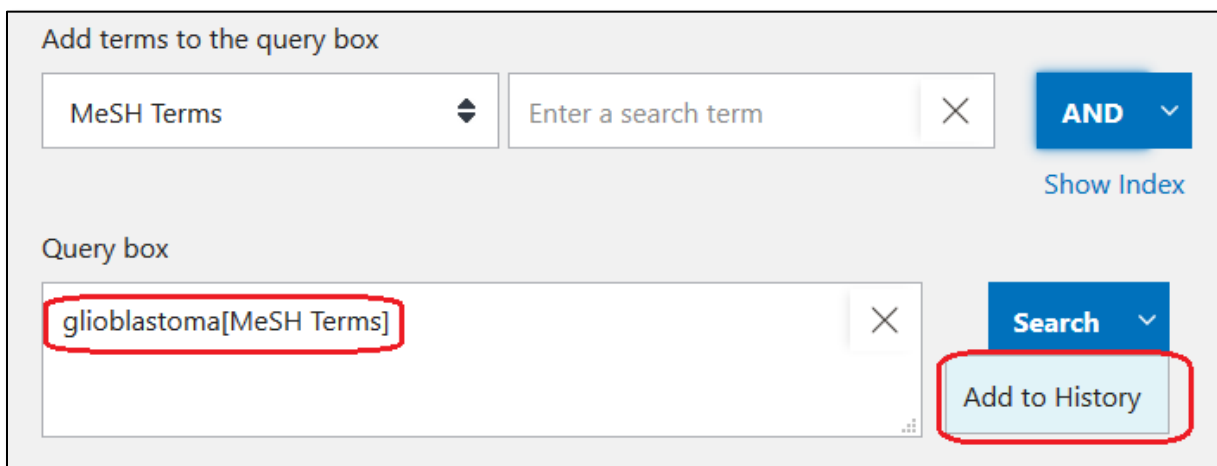 Add terms to the query box
MeSH Terms Enter a search term AND
Show Index
Query box
glioblastoma[MeSH Terms] Search
Add to History